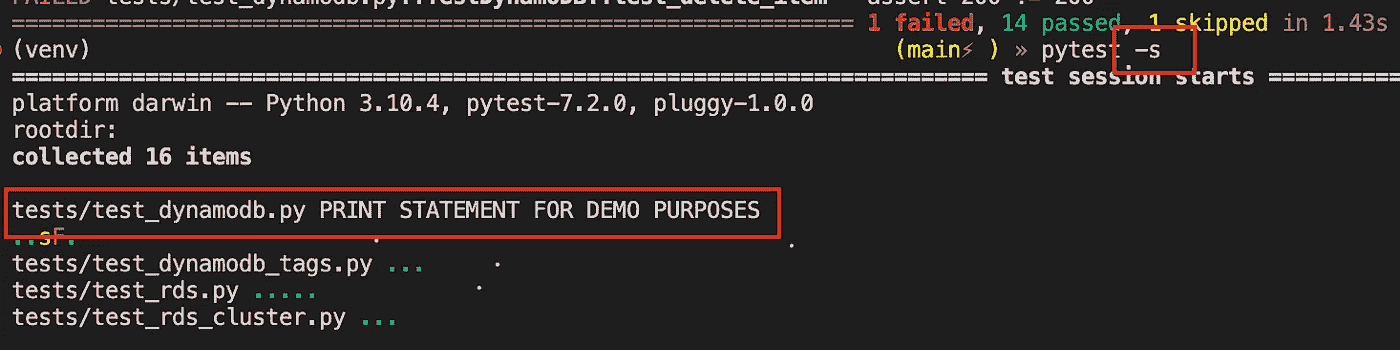 FAILED tests/test_dynamodb.py::TestDynamoDB::test_delete_item - assert 200 != 200
=============================================================== 1 failed, 14 passed, 1 skipped in 1.43s
(venv) (main⚡ ) » pytest -s
========================================================================= test session starts ==========
platform darwin -- Python 3.10.4, pytest-7.2.0, pluggy-1.0.0
rootdir:
collected 16 items
tests/test_dynamodb.py PRINT STATEMENT FOR DEMO PURPOSES
..sF.
tests/test_dynamodb_tags.py ...
tests/test_rds.py .....
tests/test_rds_cluster.py ...